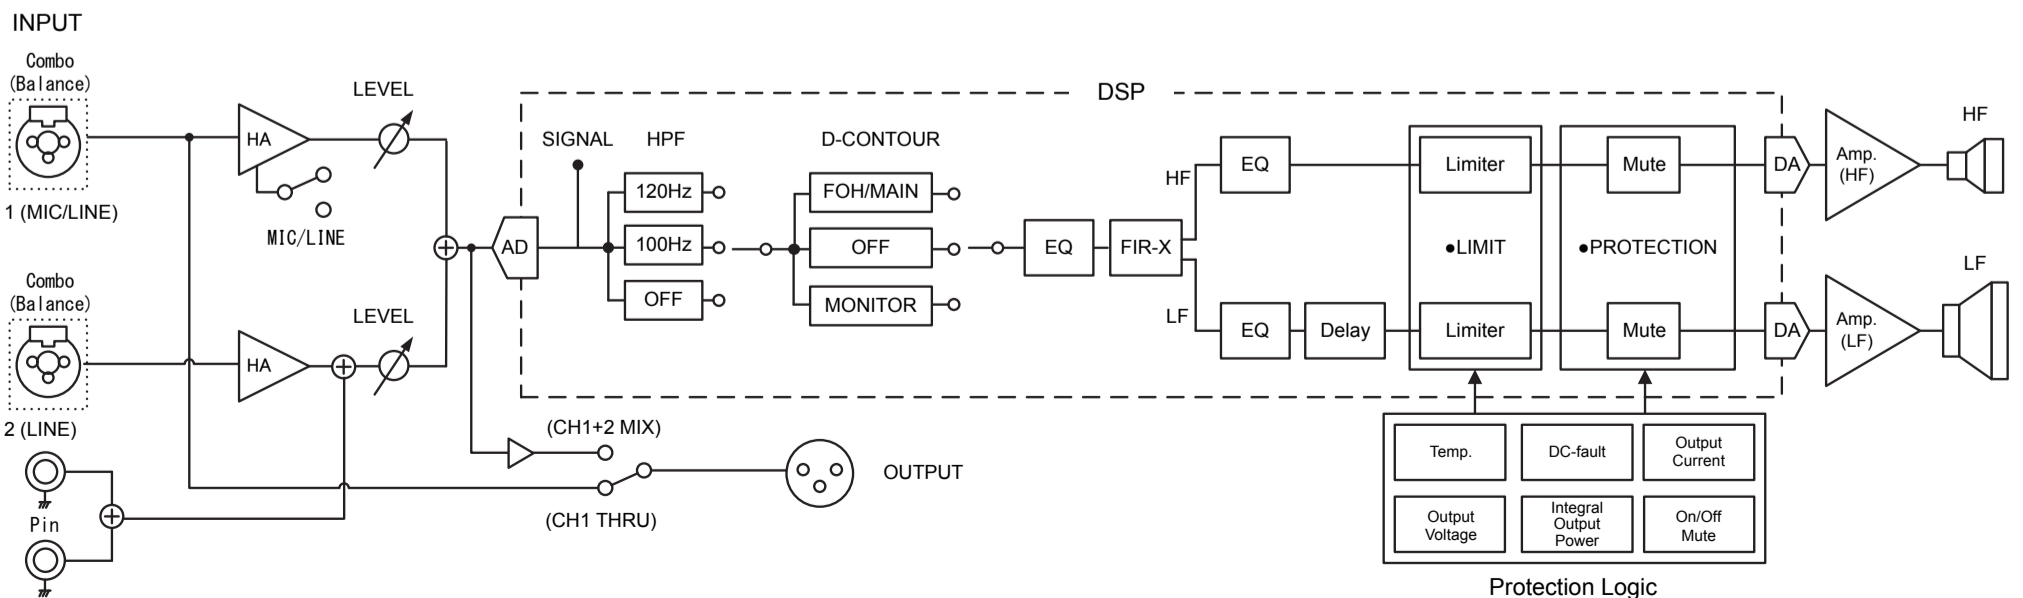 INPUT
Combo
(Balance)
1 (MIC/LINE)
HA
MIC/LINE
LEVEL
Combo
(Balance)
2 (LINE)
HA
LEVEL
Pin
DSP
AD
SIGNAL
HPF
120Hz
100Hz
OFF
D-CONTOUR
FOH/MAIN
OFF
MONITOR
EQ
FIR-X
HF
EQ
Limiter
Mute
DA
Amp.
(HF)
HF
●LIMIT
●PROTECTION
LF
EQ
Delay
Limiter
Mute
DA
Amp.
(LF)
LF
(CH1+2 MIX)
(CH1 THRU)
OUTPUT
Temp.
DC-fault
Output
Current
Output
Voltage
Integral
Output
Power
On/Off
Mute
Protection Logic